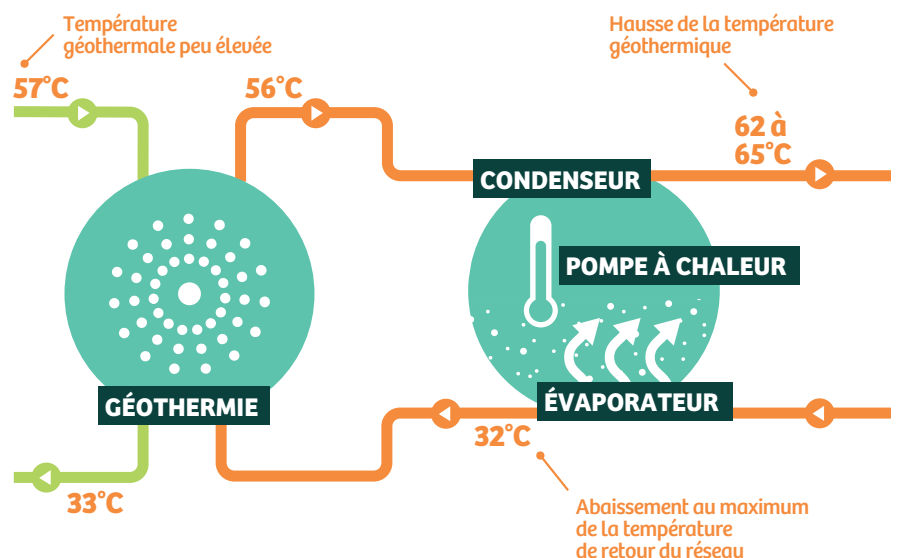 Température
géothermale peu élevée
57°C
56°C
Hausse de la température
géothermique
62 à
65°C
CONDENSEUR
POMPE À CHALEUR
GÉOTHERMIE
ÉVAPORATEUR
32°C
33°C
Abaissement au maximum
de la température
de retour du réseau